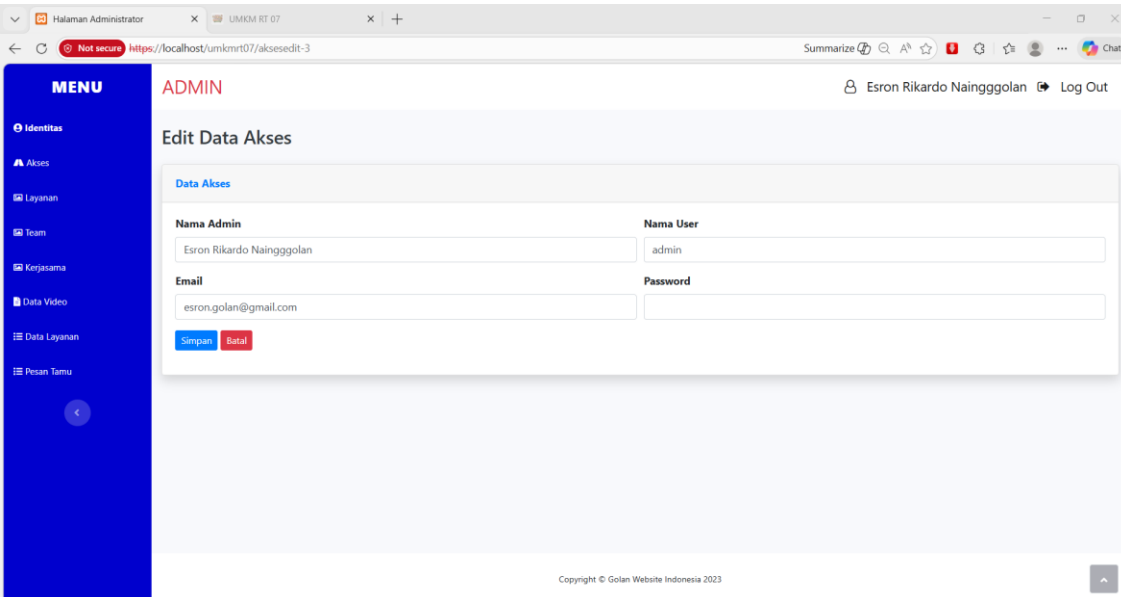 Halaman Administrator
UMKM RT 07
Not secure https://localhost/umkmrt07/aksesedit-3
Summarize
Chat
MENU
ADMIN
Esron Rikardo Naingggolan
Log Out
Identitas
Akses
Layanan
Team
Kerjasama
Data Video
Data Layanan
Pesan Tamu
Edit Data Akses
Data Akses
Nama Admin
Nama User
Esron Rikardo Naingggolan
admin
Email
Password
esron.golan@gmail.com
Simpan
Batal
Copyright © Golan Website Indonesia 2023